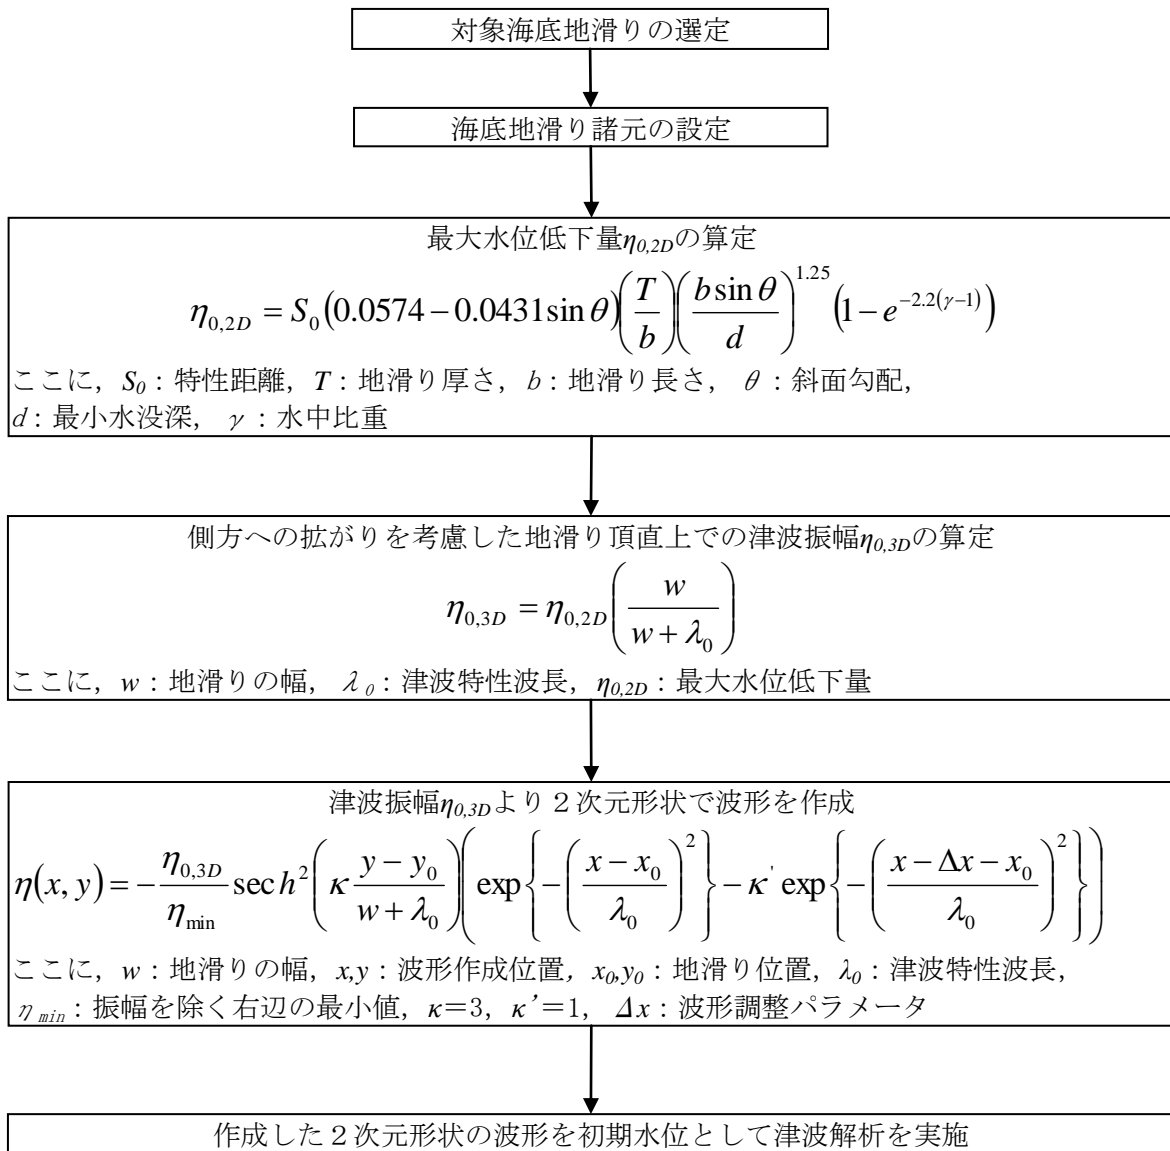 対象海底地滑りの選定
海底地滑り諸元の設定
最大水位低下量η0,2Dの算定
η0,2D = S0(0.0574 − 0.0431sin θ)(T/b)(b sin θ/d)^1.25 (1 − e^−2.2(γ−1))
ここに，S0：特性距離，T：地滑り厚さ，b：地滑り長さ，θ：斜面勾配，
d：最小水没深，γ：水中比重
側方への拡がりを考慮した地滑り頂直上での津波振幅η0,3Dの算定
η0,3D = η0,2D(w/(w + λ0))
ここに，w：地滑りの幅，λ0：津波特性波長，η0,2D：最大水位低下量
津波振幅η0,3Dより２次元形状で波形を作成
η(x, y) = −(η0,3D/ηmin) sec h^2(κ (y − y0)/(w + λ0))(exp{−((x − x0)/λ0)^2} − κ' exp{−((x − Δx − x0)/λ0)^2})
ここに，w：地滑りの幅，x,y：波形作成位置，x0,y0：地滑り位置，λ0：津波特性波長，
ηmin：振幅を除く右辺の最小値，κ＝3，κ’＝1，Δx：波形調整パラメータ
作成した２次元形状の波形を初期水位として津波解析を実施